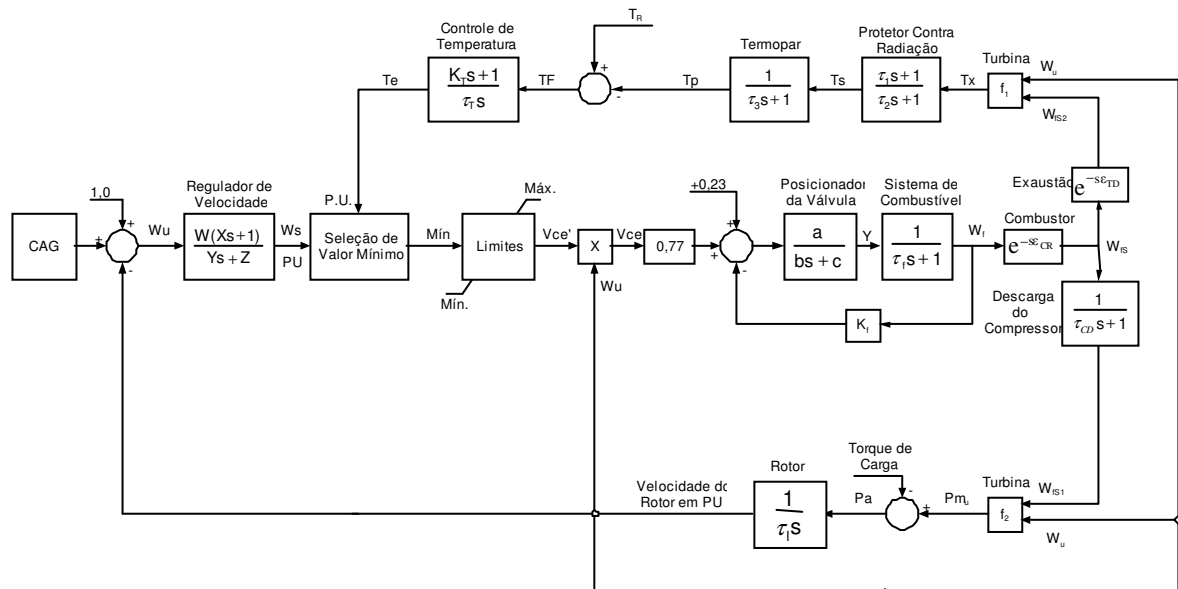 Controle de
Temperatura
K_T s+1
τ_T s
Te
TF
T_R
+
-
Tp
Termopar
1
τ_3 s+1
Ts
Protetor Contra
Radiação
τ_1 s+1
τ_2 s+1
Tx
Turbina
f_1
W_u
W_fS2
Exaustão
e^-sε_TD
CAG
1,0
+
+
-
Wu
Regulador de
Velocidade
W(Xs+1)
Ys+Z
Ws
PU
P.U.
Seleção de
Valor Mínimo
Mín
Máx.
Limites
Mín.
Vce'
X
Wu
Vce
0,77
+0,23
+
+
-
Posicionador
da Válvula
a
bs+c
Y
Sistema de
Combustível
1
τ_f s+1
W_f
K_f
Combustor
e^-sε_CR
W_fS
Descarga
do
Compressor
1
τ_CD s+1
W_fS1
W_u
Turbina
f_2
Pm_u
Torque de
Carga
-
+
Pa
Rotor
1
τ_I s
Velocidade do
Rotor em PU